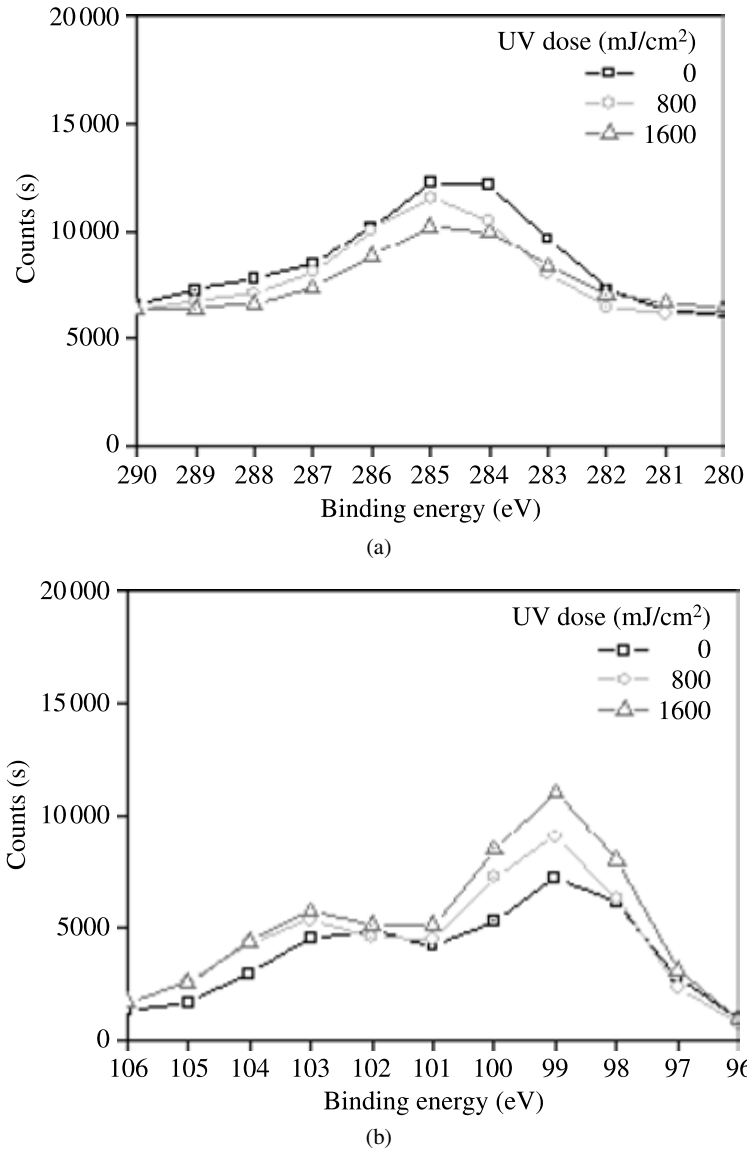 20 000
UV dose (mJ/cm²)
0
800
1600
15 000
10 000
5000
0
Counts (s)
290 289 288 287 286 285 284 283 282 281 280
Binding energy (eV)
(a)
20 000
UV dose (mJ/cm²)
0
800
1600
15 000
10 000
5000
0
Counts (s)
106 105 104 103 102 101 100 99 98 97 96
Binding energy (eV)
(b)